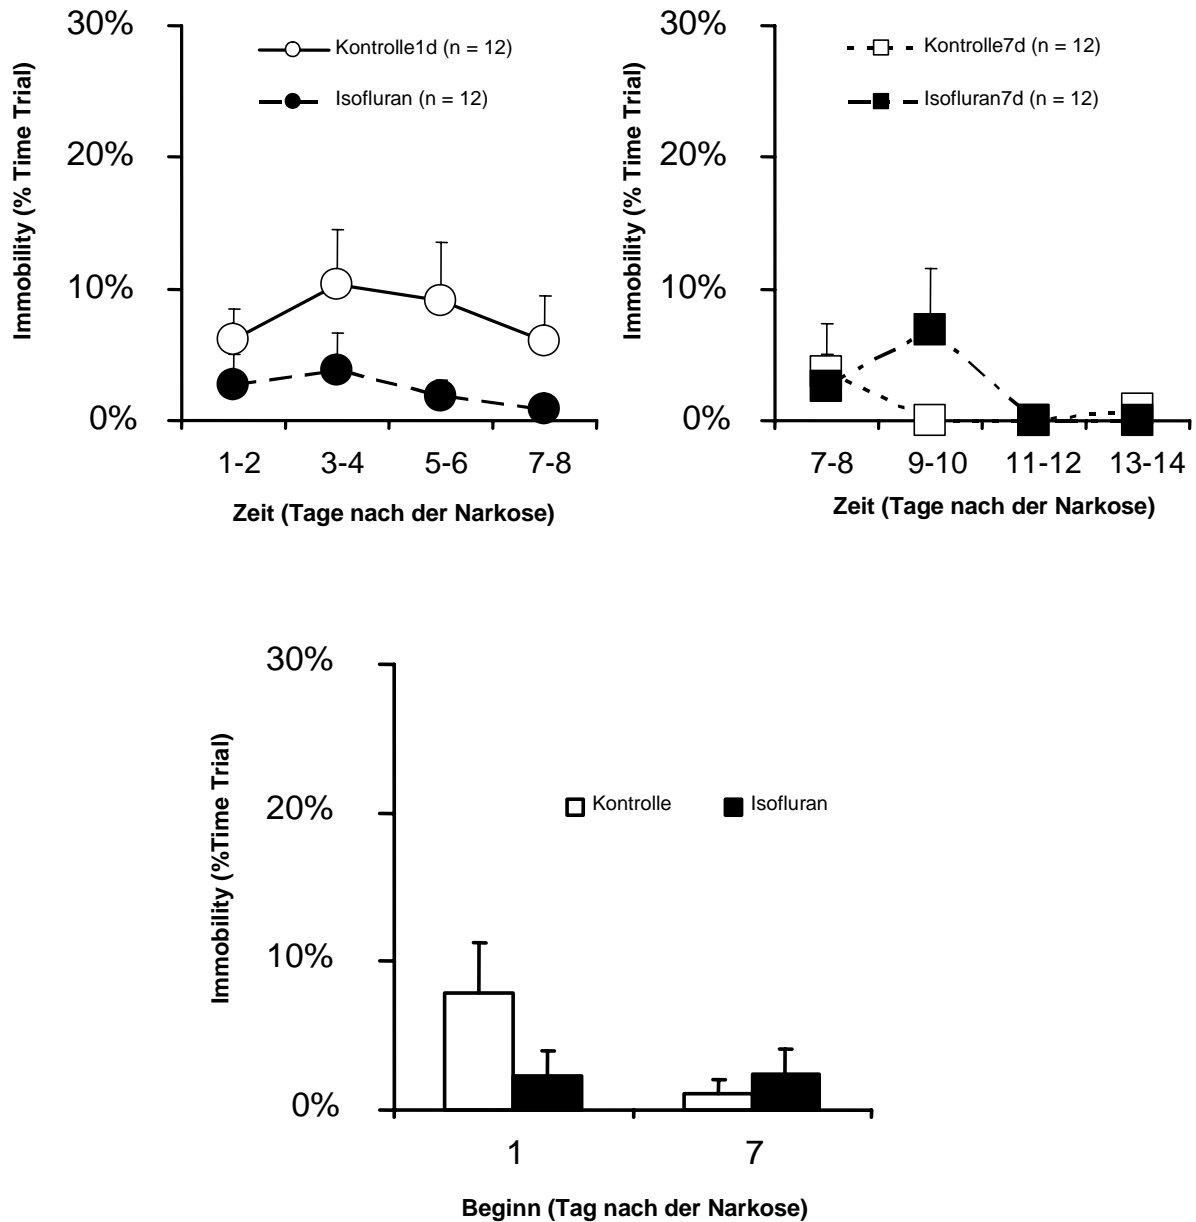 30%
20%
10%
0%
Immobility (% Time Trial)
Kontrolle1d (n = 12)
Isofluran (n = 12)
1-2 3-4 5-6 7-8
Zeit (Tage nach der Narkose)
30%
20%
10%
0%
Immobility (% Time Trial)
Kontrolle7d (n = 12)
Isofluran7d (n = 12)
7-8 9-10 11-12 13-14
Zeit (Tage nach der Narkose)
30%
20%
10%
0%
Immobility (%Time Trial)
Kontrolle Isofluran
1 7
Beginn (Tag nach der Narkose)